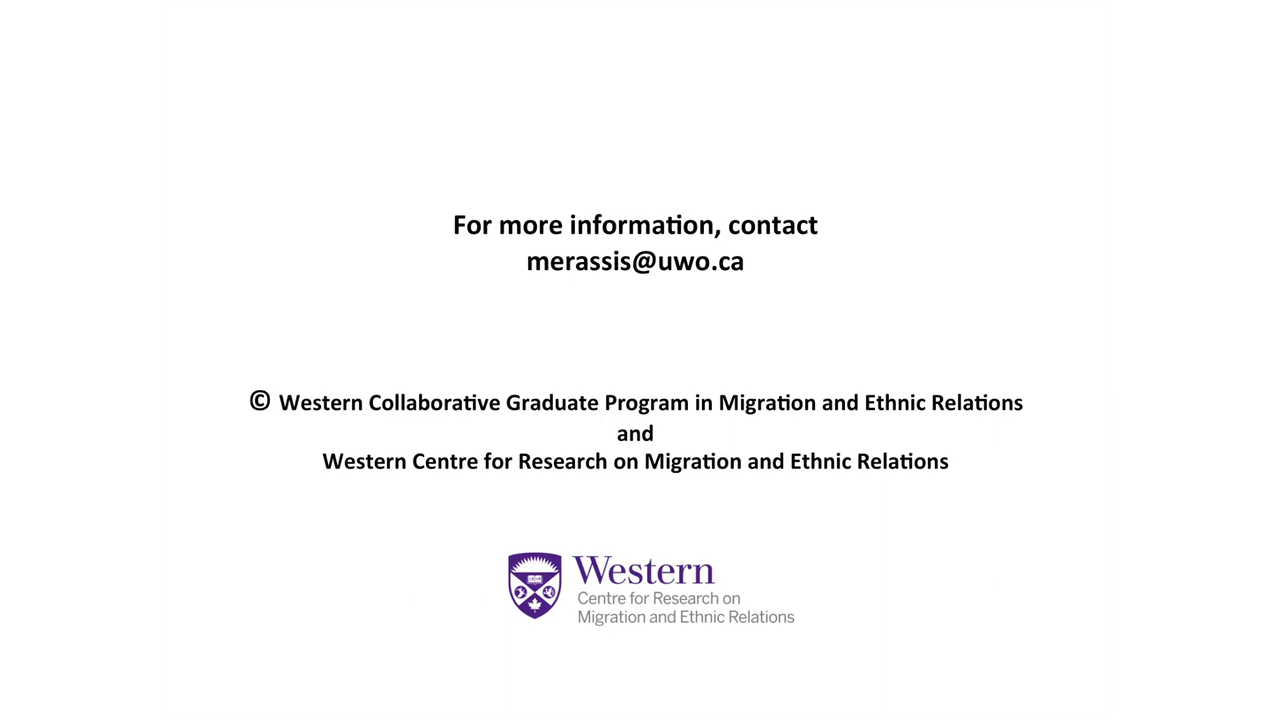 For more information, contact
merassis@uwo.ca
© Western Collaborative Graduate Program in Migration and Ethnic Relations
and
Western Centre for Research on Migration and Ethnic Relations
Western
Centre for Research on
Migration and Ethnic Relations